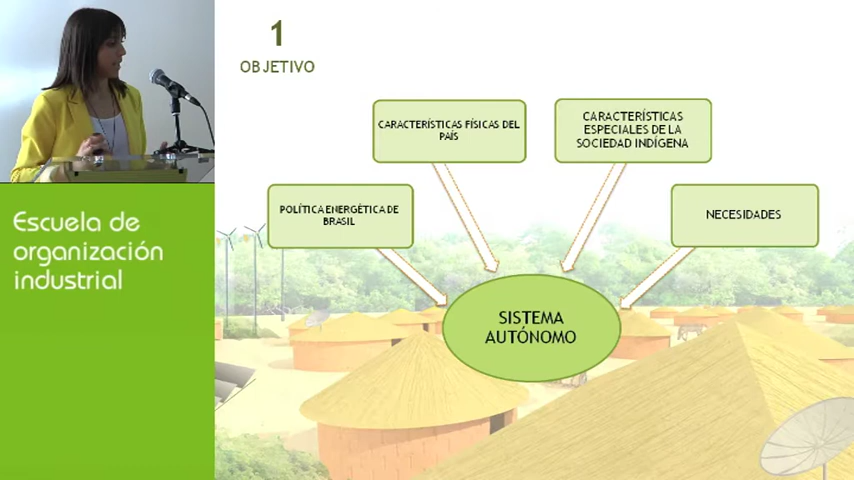 1
OBJETIVO
CARACTERÍSTICAS FÍSICAS DEL
PAÍS
CARACTERÍSTICAS
ESPECIALES DE LA
SOCIEDAD INDÍGENA
POLÍTICA ENERGÉTICA DE
BRASIL
NECESIDADES
SISTEMA
AUTÓNOMO
Escuela de
organización
industrial